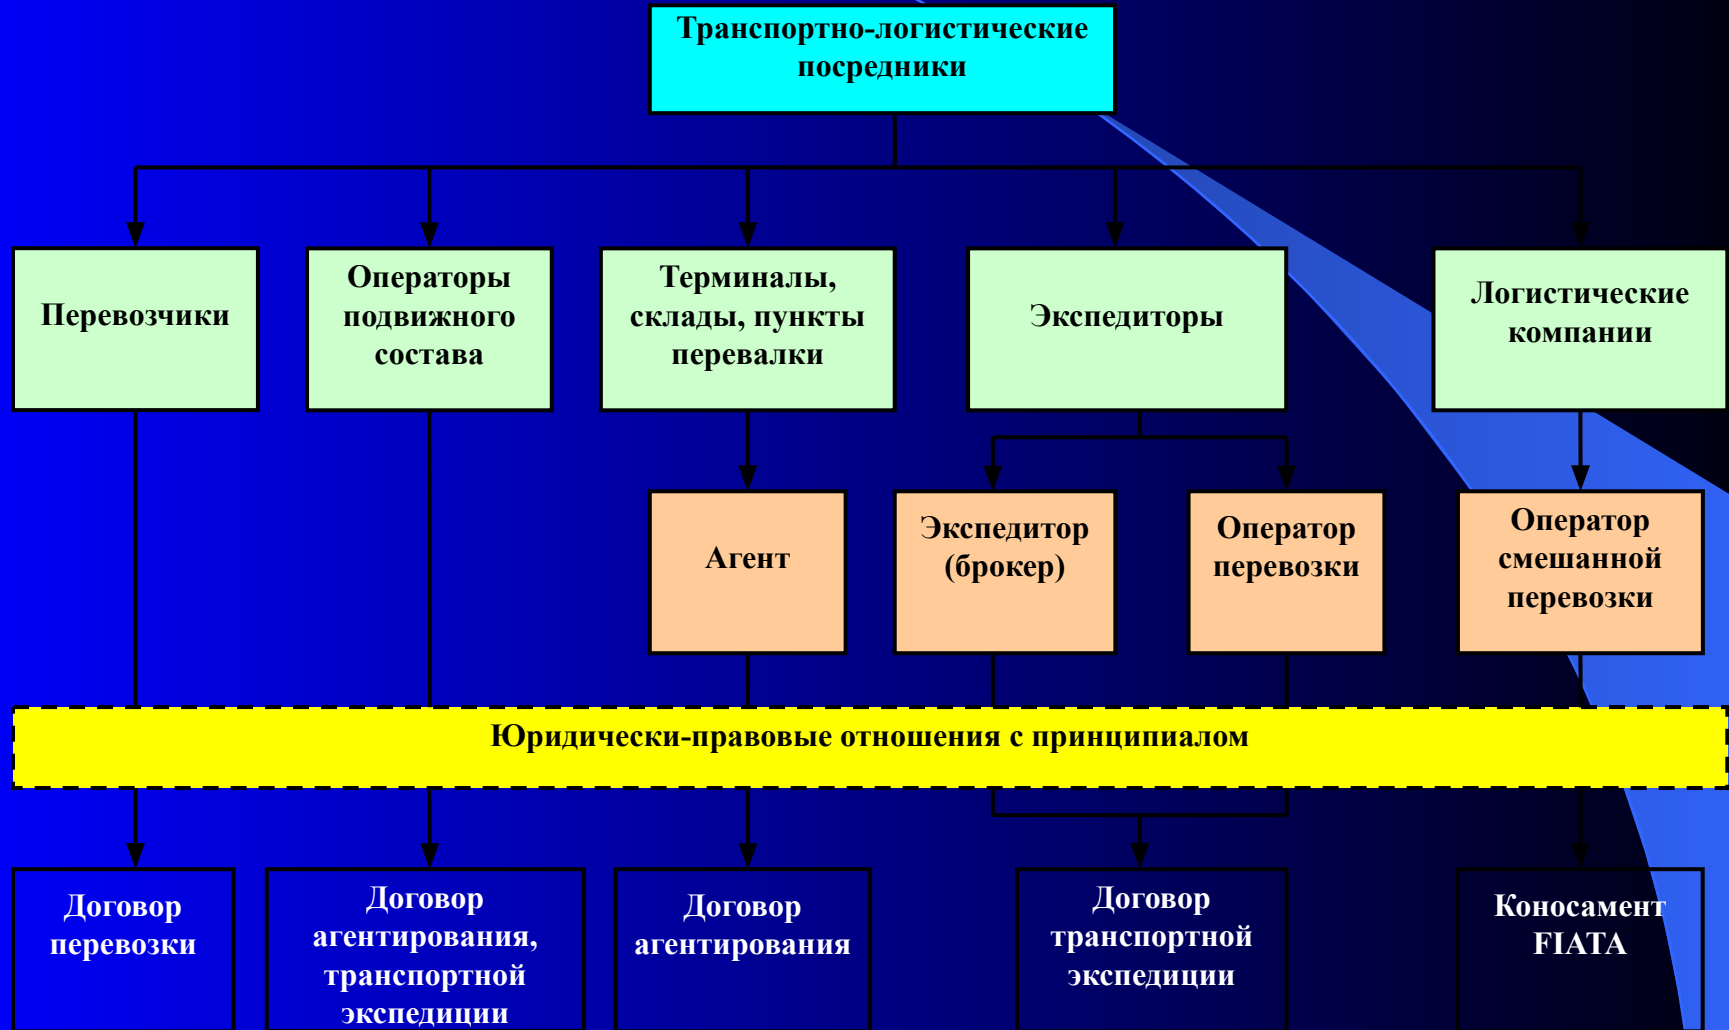 Транспортно-логистические
посредники
Перевозчики
Операторы
подвижного
состава
Терминалы,
склады, пункты
перевалки
Экспедиторы
Логистические
компании
Агент
Экспедитор
(брокер)
Оператор
перевозки
Оператор
смешанной
перевозки
Юридически-правовые отношения с принципиалом
Договор
перевозки
Договор
агентирования,
транспортной
экспедиции
Договор
агентирования
Договор
транспортной
экспедиции
Коносамент
FIATA